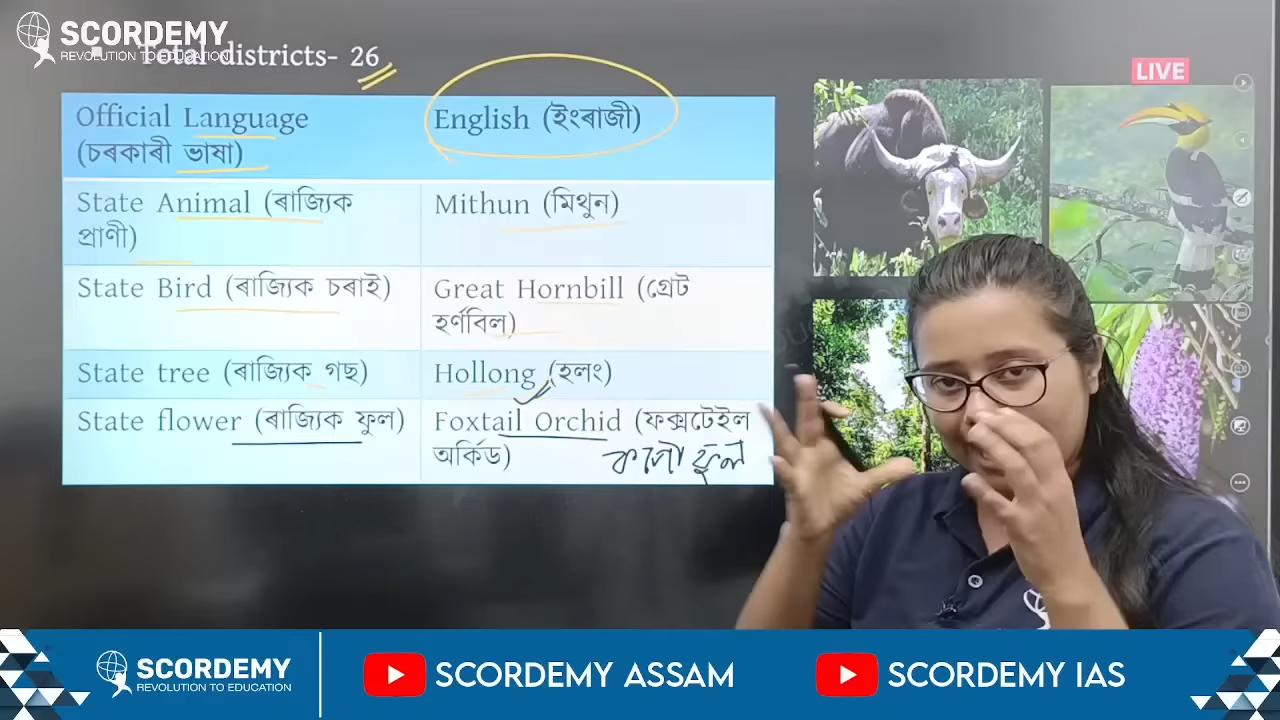 SCORDEMY
REVOLUTION TO EDUCATION
Total districts- 26
LIVE
Official Language
(চৰকাৰী ভাষা)
English (ইংৰাজী)
State Animal (ৰাজ্যিক
প্ৰাণী)
Mithun (মিথুন)
State Bird (ৰাজ্যিক চৰাই)
Great Hornbill (গ্ৰেট
হৰ্ণবিল)
State tree (ৰাজ্যিক গছ)
Hollong (হলং)
State flower (ৰাজ্যিক ফুল)
Foxtail Orchid (ফক্সটেইল
অৰ্কিড)
কপৌ ফুল
SCORDEMY
REVOLUTION TO EDUCATION
SCORDEMY ASSAM
SCORDEMY IAS